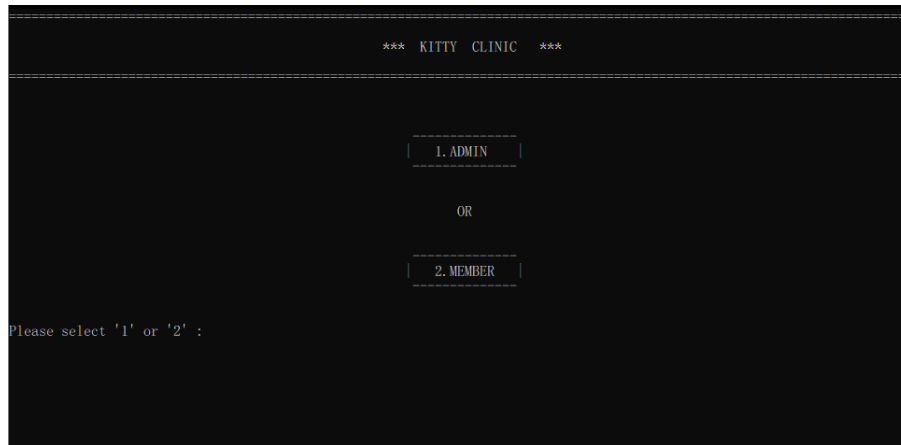 ========================================================================================================================
*** KITTY CLINIC ***
========================================================================================================================
--------------
| 1.ADMIN |
--------------
OR
--------------
| 2.MEMBER |
--------------
Please select '1' or '2' :